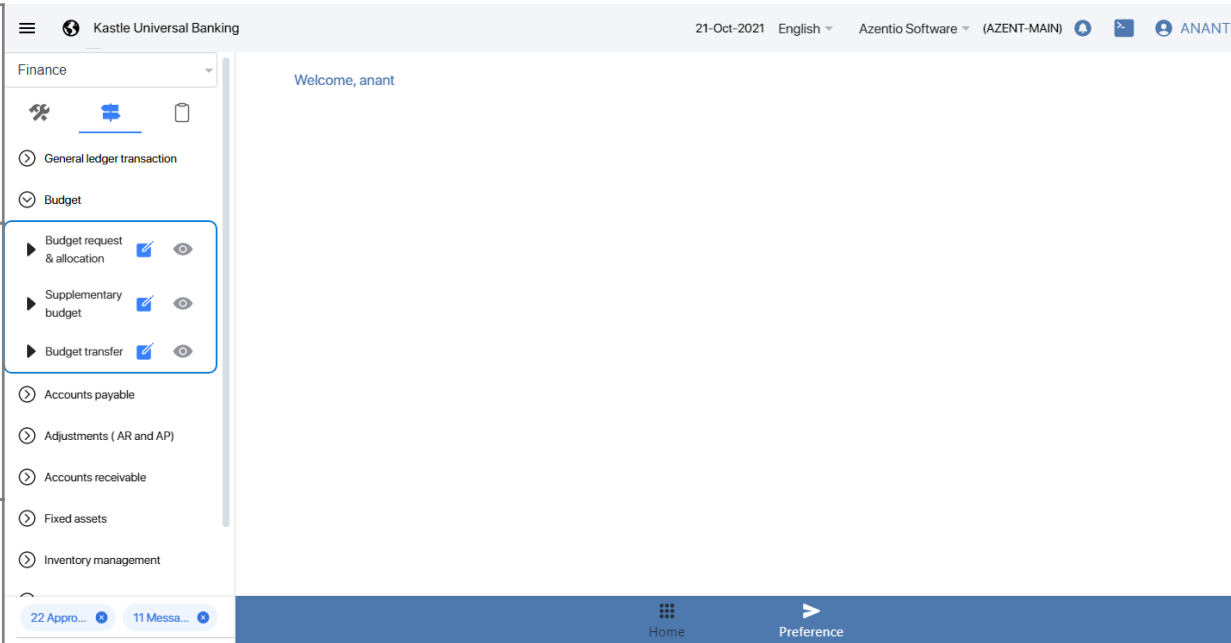 Kastle Universal Banking
21-Oct-2021 English Azentio Software (AZENT-MAIN) ANANT
Finance
Welcome, anant
General ledger transaction
Budget
Budget request
& allocation
Supplementary
budget
Budget transfer
Accounts payable
Adjustments ( AR and AP)
Accounts receivable
Fixed assets
Inventory management
22 Appro... 11 Messa...
Home Preference